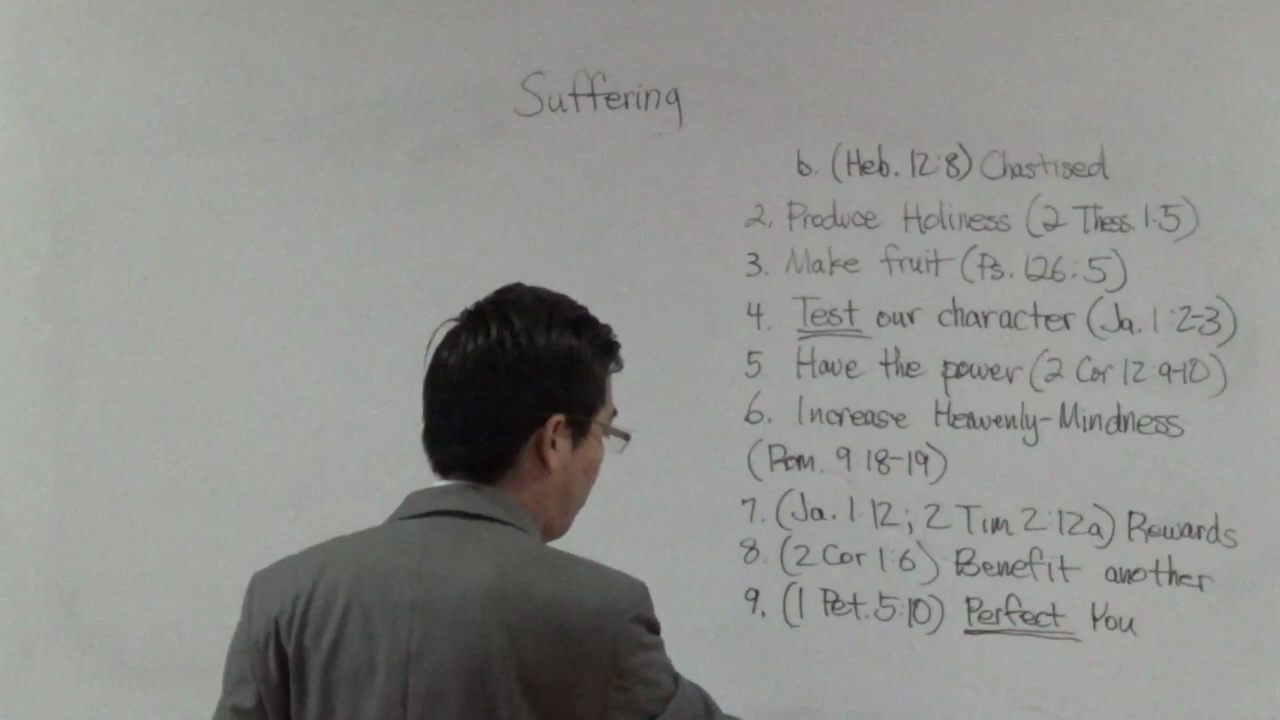 Suffering
b. (Heb. 12:8) Chastised
2. Produce Holiness (2 Thess. 1:5)
3. Make fruit (Ps. 126:5)
4. Test our character (Ja. 1:2-3)
5 Have the power (2 Cor 12 9-10)
6. Increase Heavenly-Mindness
(Rom. 9 18-19)
7. (Ja. 1 12; 2 Tim 2:12a) Rewards
8. (2 Cor 1:6) Benefit another
9. (1 Pet. 5:10) Perfect You